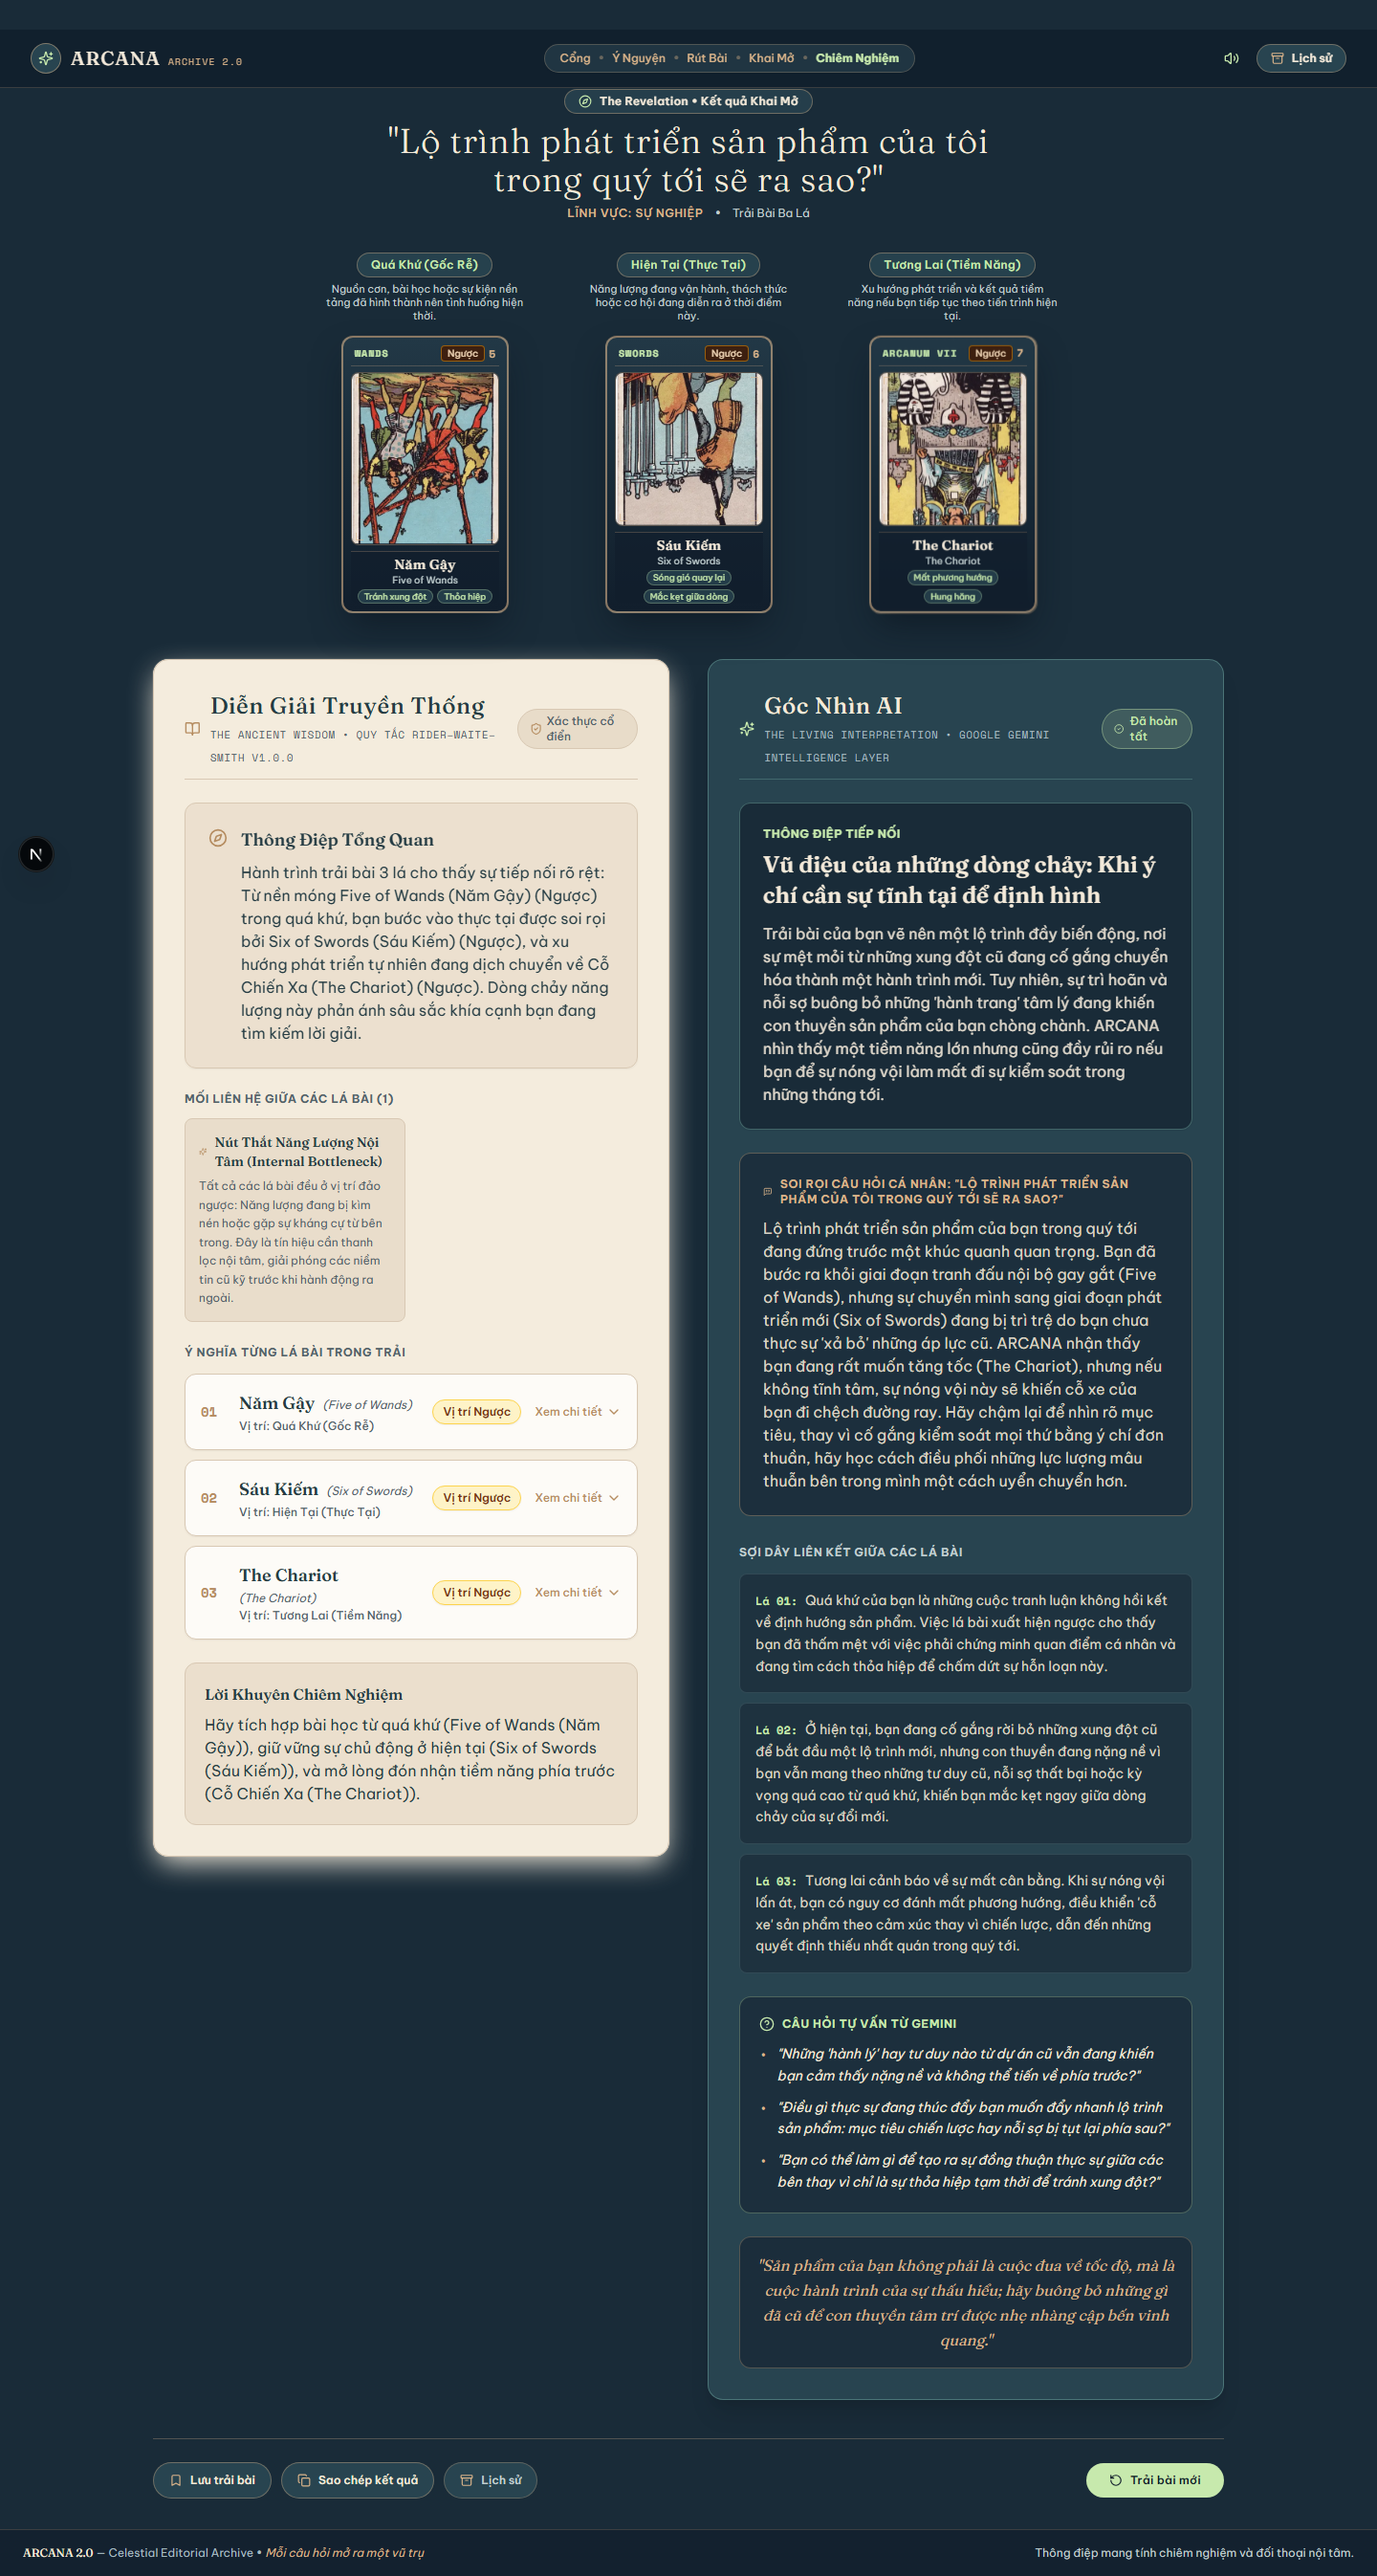 ARCANA ARCHIVE 2.0
Cổng • Ý Nguyện • Rút Bài • Khai Mở • Chiêm Nghiệm
Lịch sử
The Revelation • Kết quả Khai Mở
"Lộ trình phát triển sản phẩm của tôi
trong quý tới sẽ ra sao?"
LĨNH VỰC: SỰ NGHIỆP • Trải Bài Ba Lá
Quá Khứ (Gốc Rễ)
Nguồn cơn, bài học hoặc sự kiện nền
tảng đã hình thành nên tình huống hiện
thời.
WANDS Ngược 5
Năm Gậy
Five of Wands
Tránh xung đột Thỏa hiệp
Hiện Tại (Thực Tại)
Năng lượng đang vận hành, thách thức
hoặc cơ hội đang diễn ra ở thời điểm
này.
SWORDS Ngược 6
Sáu Kiếm
Six of Swords
Sóng gió quay lại
Mắc kẹt giữa dòng
Tương Lai (Tiềm Năng)
Xu hướng phát triển và kết quả tiềm
năng nếu bạn tiếp tục theo tiến trình hiện
tại.
ARCANUM VII Ngược 7
The Chariot
The Chariot
Mất phương hướng
Hung hăng
Diễn Giải Truyền Thống
THE ANCIENT WISDOM • QUY TẮC RIDER-WAITE-
SMITH V1.0.0
Xác thực cổ
điển
Thông Điệp Tổng Quan
Hành trình trải bài 3 lá cho thấy sự tiếp nối rõ rệt:
Từ nền móng Five of Wands (Năm Gậy) (Ngược)
trong quá khứ, bạn bước vào thực tại được soi rọi
bởi Six of Swords (Sáu Kiếm) (Ngược), và xu
hướng phát triển tự nhiên đang dịch chuyển về Cỗ
Chiến Xa (The Chariot) (Ngược). Dòng chảy năng
lượng này phản ánh sâu sắc khía cạnh bạn đang
tìm kiếm lời giải.
MỐI LIÊN HỆ GIỮA CÁC LÁ BÀI (1)
Nút Thắt Năng Lượng Nội
Tâm (Internal Bottleneck)
Tất cả các lá bài đều ở vị trí đảo
ngược: Năng lượng đang bị kìm
nén hoặc gặp sự kháng cự từ bên
trong. Đây là tín hiệu cần thanh
lọc nội tâm, giải phóng các niềm
tin cũ kỹ trước khi hành động ra
ngoài.
Ý NGHĨA TỪNG LÁ BÀI TRONG TRẢI
01 Năm Gậy (Five of Wands)
Vị trí: Quá Khứ (Gốc Rễ)
Vị trí Ngược Xem chi tiết
02 Sáu Kiếm (Six of Swords)
Vị trí: Hiện Tại (Thực Tại)
Vị trí Ngược Xem chi tiết
03 The Chariot
(The Chariot)
Vị trí: Tương Lai (Tiềm Năng)
Vị trí Ngược Xem chi tiết
Lời Khuyên Chiêm Nghiệm
Hãy tích hợp bài học từ quá khứ (Five of Wands (Năm
Gậy)), giữ vững sự chủ động ở hiện tại (Six of Swords
(Sáu Kiếm)), và mở lòng đón nhận tiềm năng phía trước
(Cỗ Chiến Xa (The Chariot)).
Góc Nhìn AI
THE LIVING INTERPRETATION • GOOGLE GEMINI
INTELLIGENCE LAYER
Đã hoàn
tất
THÔNG ĐIỆP TIẾP NỐI
Vũ điệu của những dòng chảy: Khi ý
chí cần sự tĩnh tại để định hình
Trải bài của bạn vẽ nên một lộ trình đầy biến động, nơi
sự mệt mỏi từ những xung đột cũ đang cố gắng chuyển
hóa thành một hành trình mới. Tuy nhiên, sự trì hoãn và
nỗi sợ buông bỏ những 'hành trang' tâm lý đang khiến
con thuyền sản phẩm của bạn chòng chành. ARCANA
nhìn thấy một tiềm năng lớn nhưng cũng đầy rủi ro nếu
bạn để sự nóng vội làm mất đi sự kiểm soát trong
những tháng tới.
SOI RỌI CÂU HỎI CÁ NHÂN: "LỘ TRÌNH PHÁT TRIỂN SẢN
PHẨM CỦA TÔI TRONG QUÝ TỚI SẼ RA SAO?"
Lộ trình phát triển sản phẩm của bạn trong quý tới
đang đứng trước một khúc quanh quan trọng. Bạn đã
bước ra khỏi giai đoạn tranh đấu nội bộ gay gắt (Five
of Wands), nhưng sự chuyển mình sang giai đoạn phát
triển mới (Six of Swords) đang bị trì trệ do bạn chưa
thực sự 'xả bỏ' những áp lực cũ. ARCANA nhận thấy
bạn đang rất muốn tăng tốc (The Chariot), nhưng nếu
không tĩnh tâm, sự nóng vội này sẽ khiến cỗ xe của
bạn đi chệch đường ray. Hãy chậm lại để nhìn rõ mục
tiêu, thay vì cố gắng kiểm soát mọi thứ bằng ý chí đơn
thuần, hãy học cách điều phối những lực lượng mâu
thuẫn bên trong mình một cách uyển chuyển hơn.
SỢI DÂY LIÊN KẾT GIỮA CÁC LÁ BÀI
Lá 01: Quá khứ của bạn là những cuộc tranh luận không hồi kết
về định hướng sản phẩm. Việc lá bài xuất hiện ngược cho thấy
bạn đã thấm mệt với việc phải chứng minh quan điểm cá nhân và
đang tìm cách thỏa hiệp để chấm dứt sự hỗn loạn này.
Lá 02: Ở hiện tại, bạn đang cố gắng rời bỏ những xung đột cũ
để bắt đầu một lộ trình mới, nhưng con thuyền đang nặng nề vì
bạn vẫn mang theo những tư duy cũ, nỗi sợ thất bại hoặc kỳ
vọng quá cao từ quá khứ, khiến bạn mắc kẹt ngay giữa dòng
chảy của sự đổi mới.
Lá 03: Tương lai cảnh báo về sự mất cân bằng. Khi sự nóng vội
lấn át, bạn có nguy cơ đánh mất phương hướng, điều khiển 'cỗ
xe' sản phẩm theo cảm xúc thay vì chiến lược, dẫn đến những
quyết định thiếu nhất quán trong quý tới.
CÂU HỎI TỰ VẤN TỪ GEMINI
• "Những 'hành lý' hay tư duy nào từ dự án cũ vẫn đang khiến
bạn cảm thấy nặng nề và không thể tiến về phía trước?"
• "Điều gì thực sự đang thúc đẩy bạn muốn đẩy nhanh lộ trình
sản phẩm: mục tiêu chiến lược hay nỗi sợ bị tụt lại phía sau?"
• "Bạn có thể làm gì để tạo ra sự đồng thuận thực sự giữa các
bên thay vì chỉ là sự thỏa hiệp tạm thời để tránh xung đột?"
"Sản phẩm của bạn không phải là cuộc đua về tốc độ, mà là
cuộc hành trình của sự thấu hiểu; hãy buông bỏ những gì
đã cũ để con thuyền tâm trí được nhẹ nhàng cập bến vinh
quang."
Lưu trải bài
Sao chép kết quả
Lịch sử
Trải bài mới
ARCANA 2.0 — Celestial Editorial Archive • Mỗi câu hỏi mở ra một vũ trụ
Thông điệp mang tính chiêm nghiệm và đối thoại nội tâm.